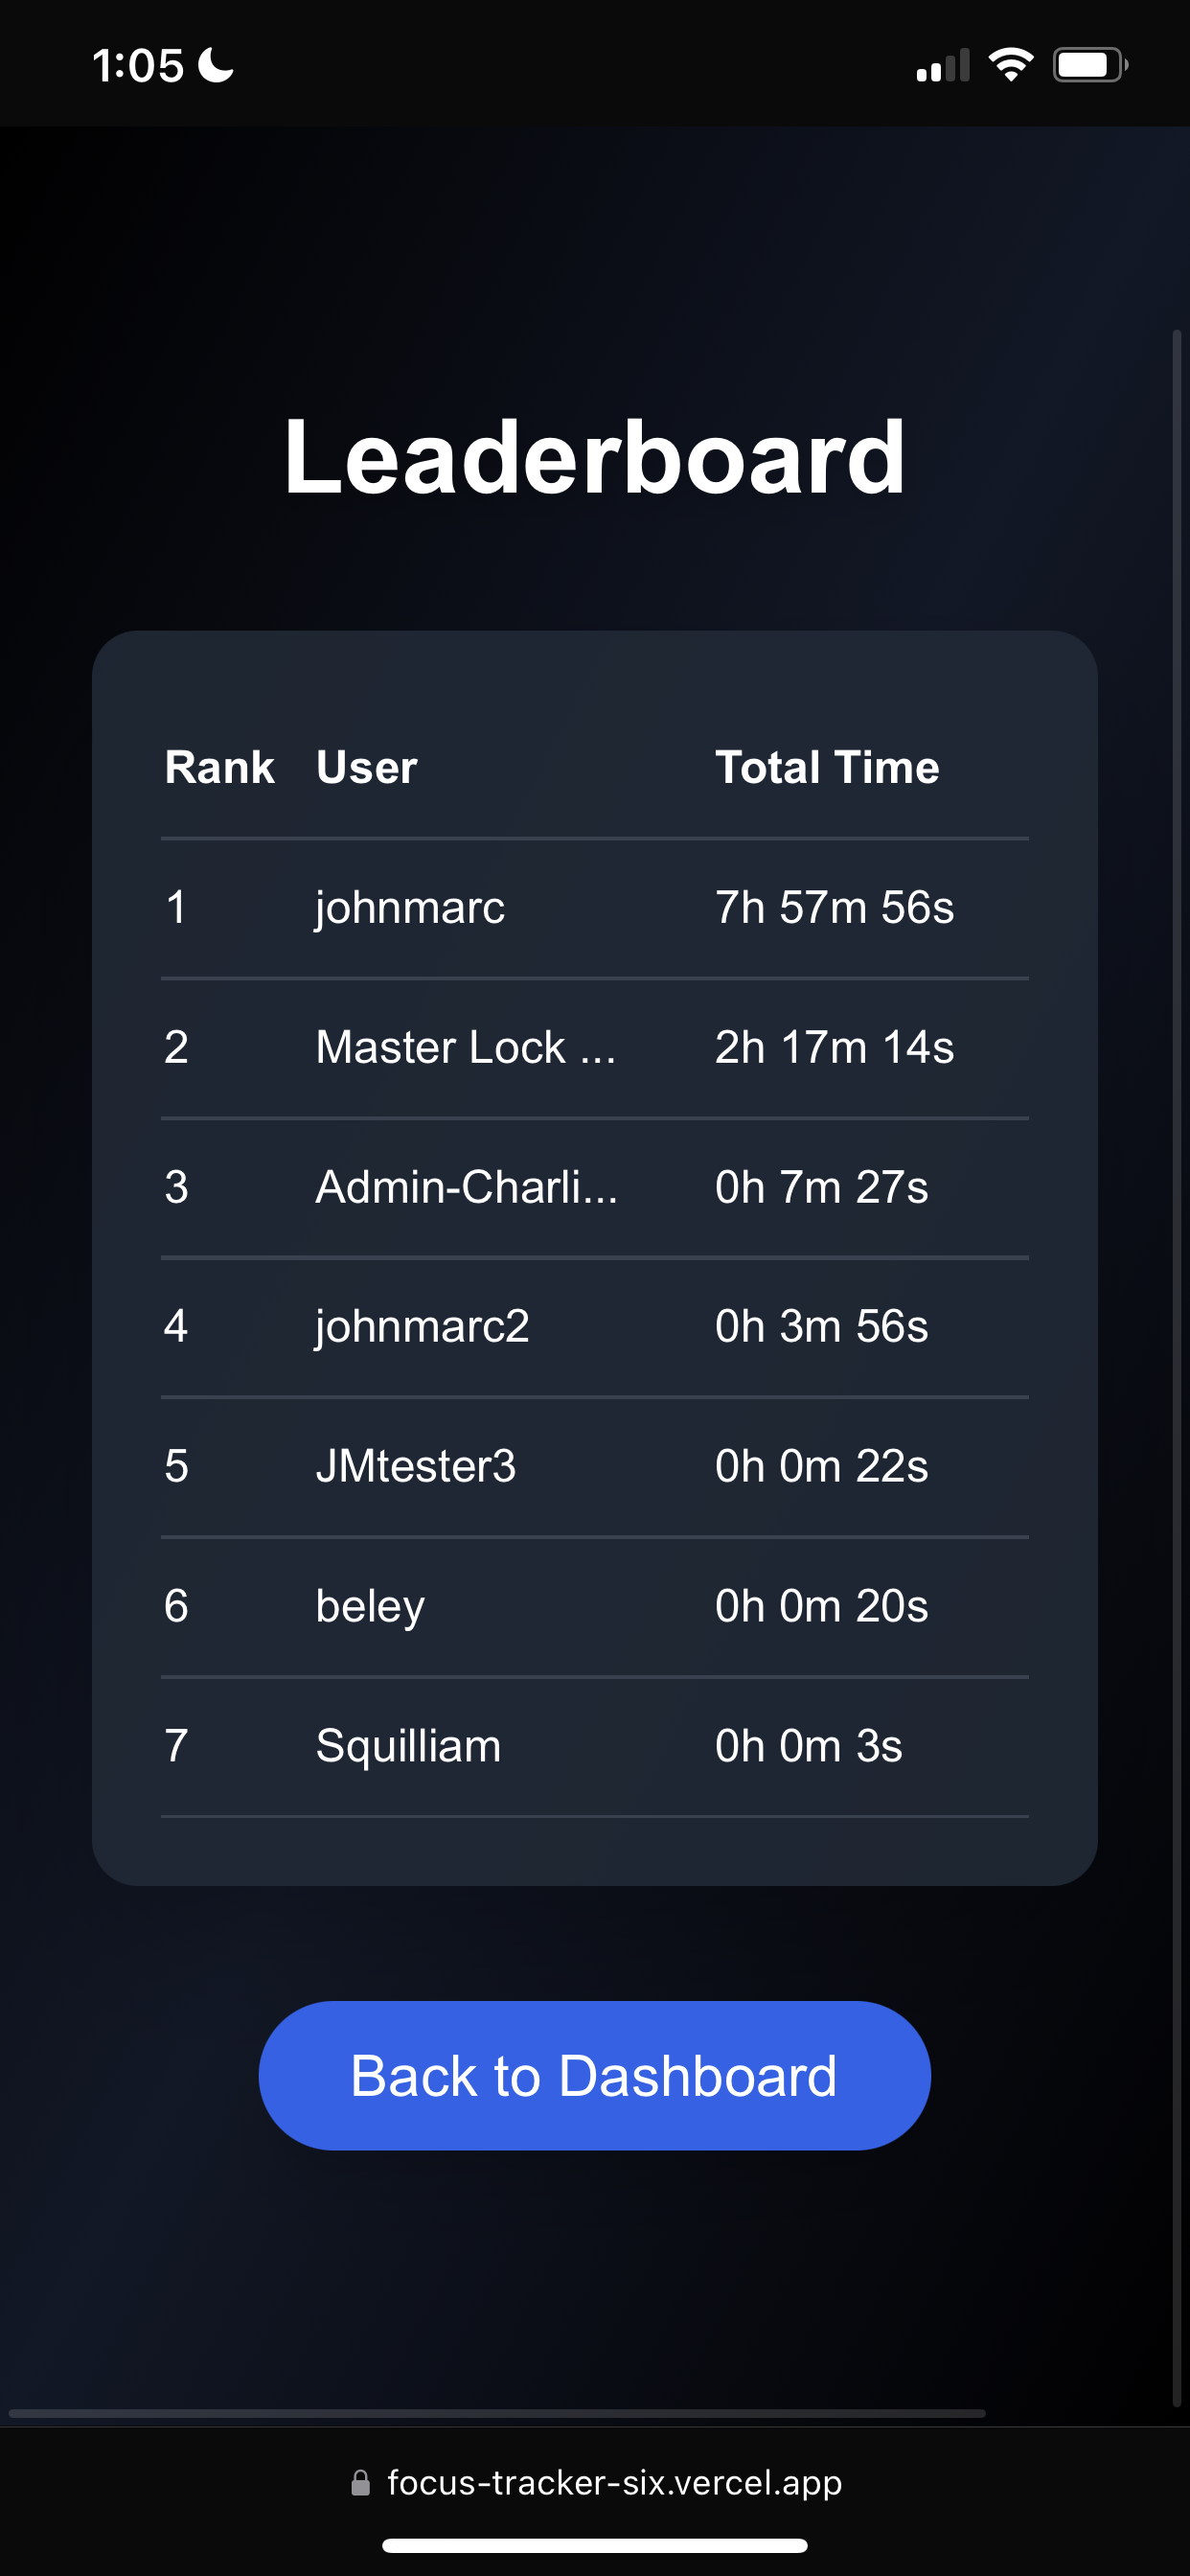 1:05
Leaderboard
Rank User Total Time
1 johnmarc 7h 57m 56s
2 Master Lock ... 2h 17m 14s
3 Admin-Charli... 0h 7m 27s
4 johnmarc2 0h 3m 56s
5 JMtester3 0h 0m 22s
6 beley 0h 0m 20s
7 Squilliam 0h 0m 3s
Back to Dashboard
focus-tracker-six.vercel.app